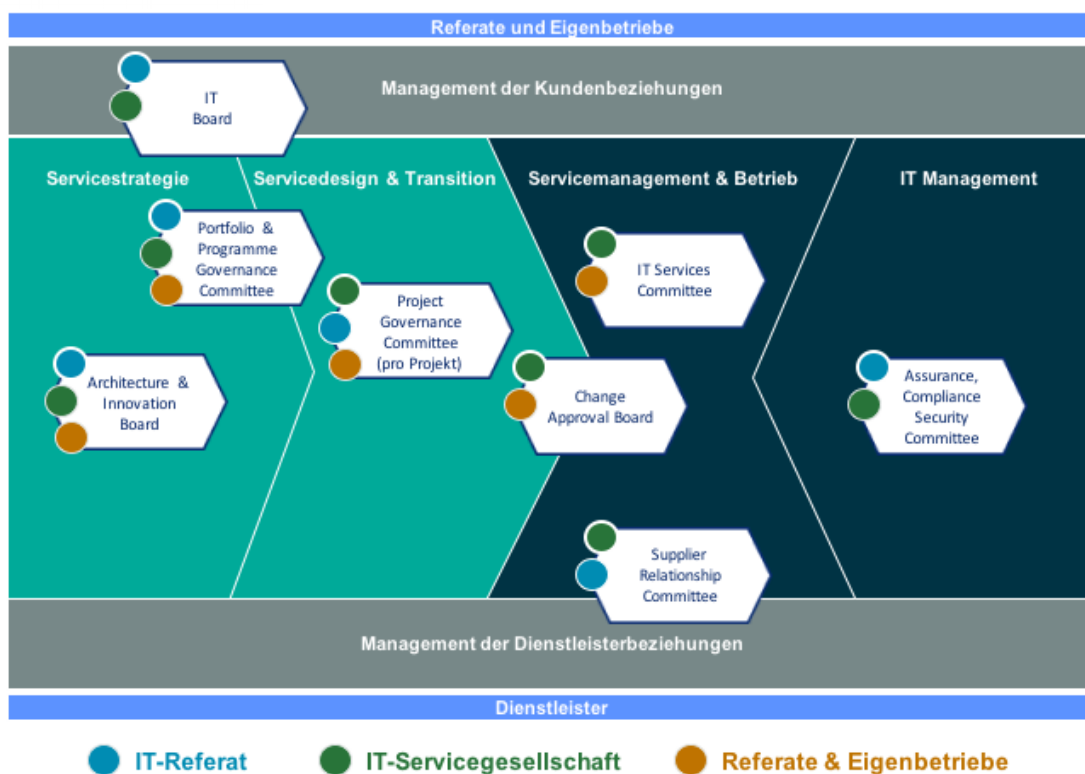 Referate und Eigenbetriebe
Management der Kundenbeziehungen
IT
Board
Servicestrategie
Servicedesign & Transition
Servicemanagement & Betrieb
IT Management
Portfolio &
Programme
Governance
Committee
IT Services
Committee
Project
Governance
Committee
(pro Projekt)
Architecture &
Innovation
Board
Change
Approval Board
Assurance,
Compliance
Security
Committee
Supplier
Relationship
Committee
Management der Dienstleisterbeziehungen
Dienstleister
IT-Referat
IT-Servicegesellschaft
Referate & Eigenbetriebe